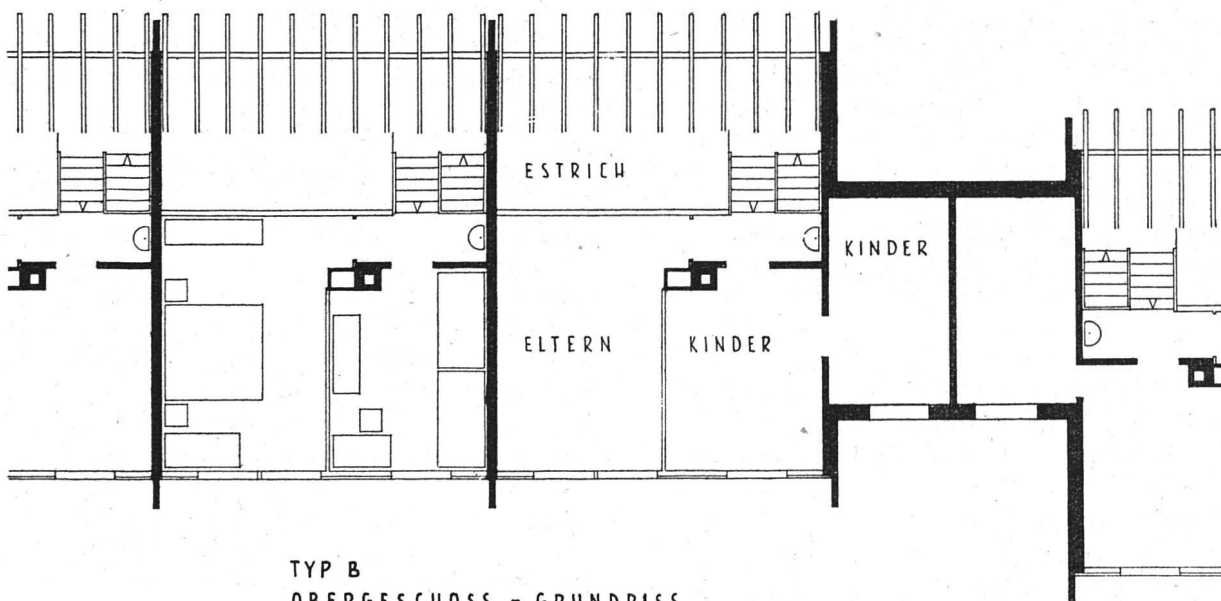 ESTRICH
KINDER
ELTERN
KINDER
TYP B
OBERGESCHOSS - GRUNDRISS